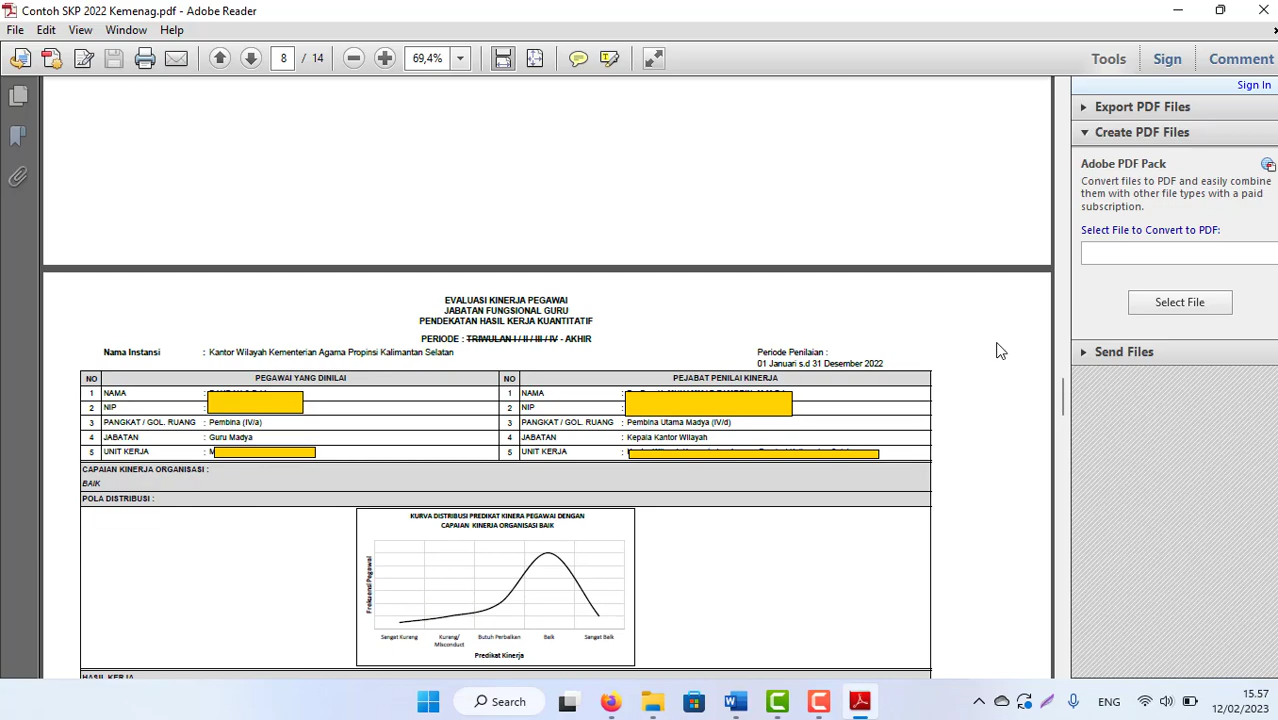 Contoh SKP 2022 Kemenag.pdf - Adobe Reader
File Edit View Window Help
8 / 14 69,4% Tools Sign Comment
Sign In
Export PDF Files
Create PDF Files
Adobe PDF Pack
Convert files to PDF and easily combine
them with other file types with a paid
subscription.
Select File to Convert to PDF:
Select File
Send Files
EVALUASI KINERJA PEGAWAI
JABATAN FUNGSIONAL GURU
PENDEKATAN HASIL KERJA KUANTITATIF
PERIODE : TRIWULAN I / II / III / IV - AKHIR
Nama Instansi : Kantor Wilayah Kementerian Agama Propinsi Kalimantan Selatan Periode Penilaian :
01 Januari s.d 31 Desember 2022
NO PEGAWAI YANG DINILAI NO PEJABAT PENILAI KINERJA
1 NAMA : 1 NAMA :
2 NIP : 2 NIP :
3 PANGKAT / GOL. RUANG : Pembina (IV/a) 3 PANGKAT / GOL. RUANG : Pembina Utama Madya (IV/d)
4 JABATAN : Guru Madya 4 JABATAN : Kepala Kantor Wilayah
5 UNIT KERJA : M 5 UNIT KERJA :
CAPAIAN KINERJA ORGANISASI :
BAIK
POLA DISTRIBUSI :
KURVA DISTRIBUSI PREDIKAT KINERA PEGAWAI DENGAN
CAPAIAN KINERJA ORGANISASI BAIK
Frekuensi Pegawai
Sangat Kurang Kurang/ Butuh Perbaikan Baik Sangat Baik
Misconduct
Predikat Kinerja
HASIL KERJA
Search ENG 15.57
12/02/2023